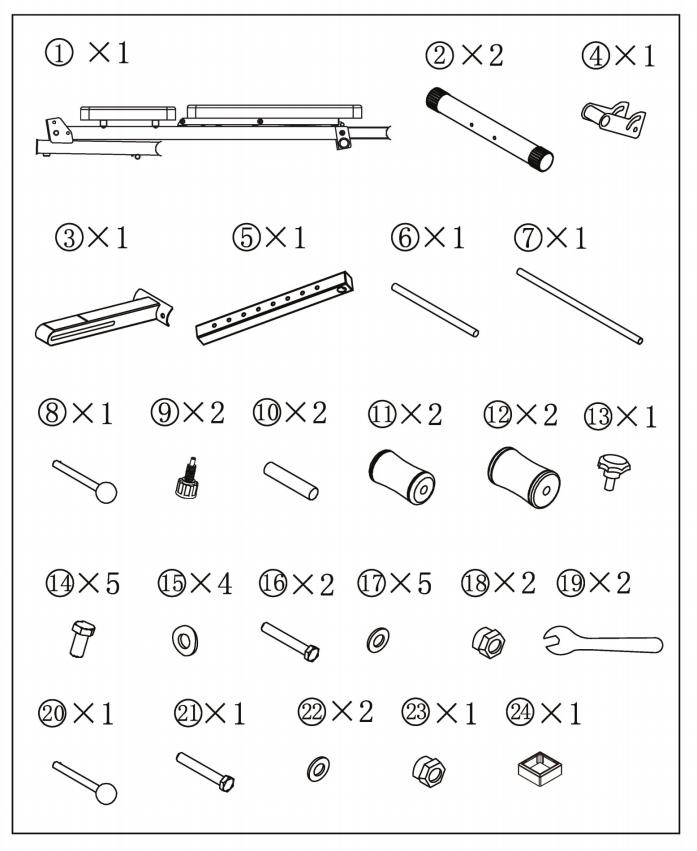 ① ×1 ② ×2 ④ ×1
③×1 ⑤ ×1 ⑥ ×1 ⑦ ×1
⑧×1 ⑨×2 ⑩×2 ⑪×2 ⑫×2 ⑬×1
⑭×5 ⑮×4 ⑯×2 ⑰×5 ⑱×2 ⑲×2
⑳×1 ㉑×1 ㉒×2 ㉓×1 ㉔×1